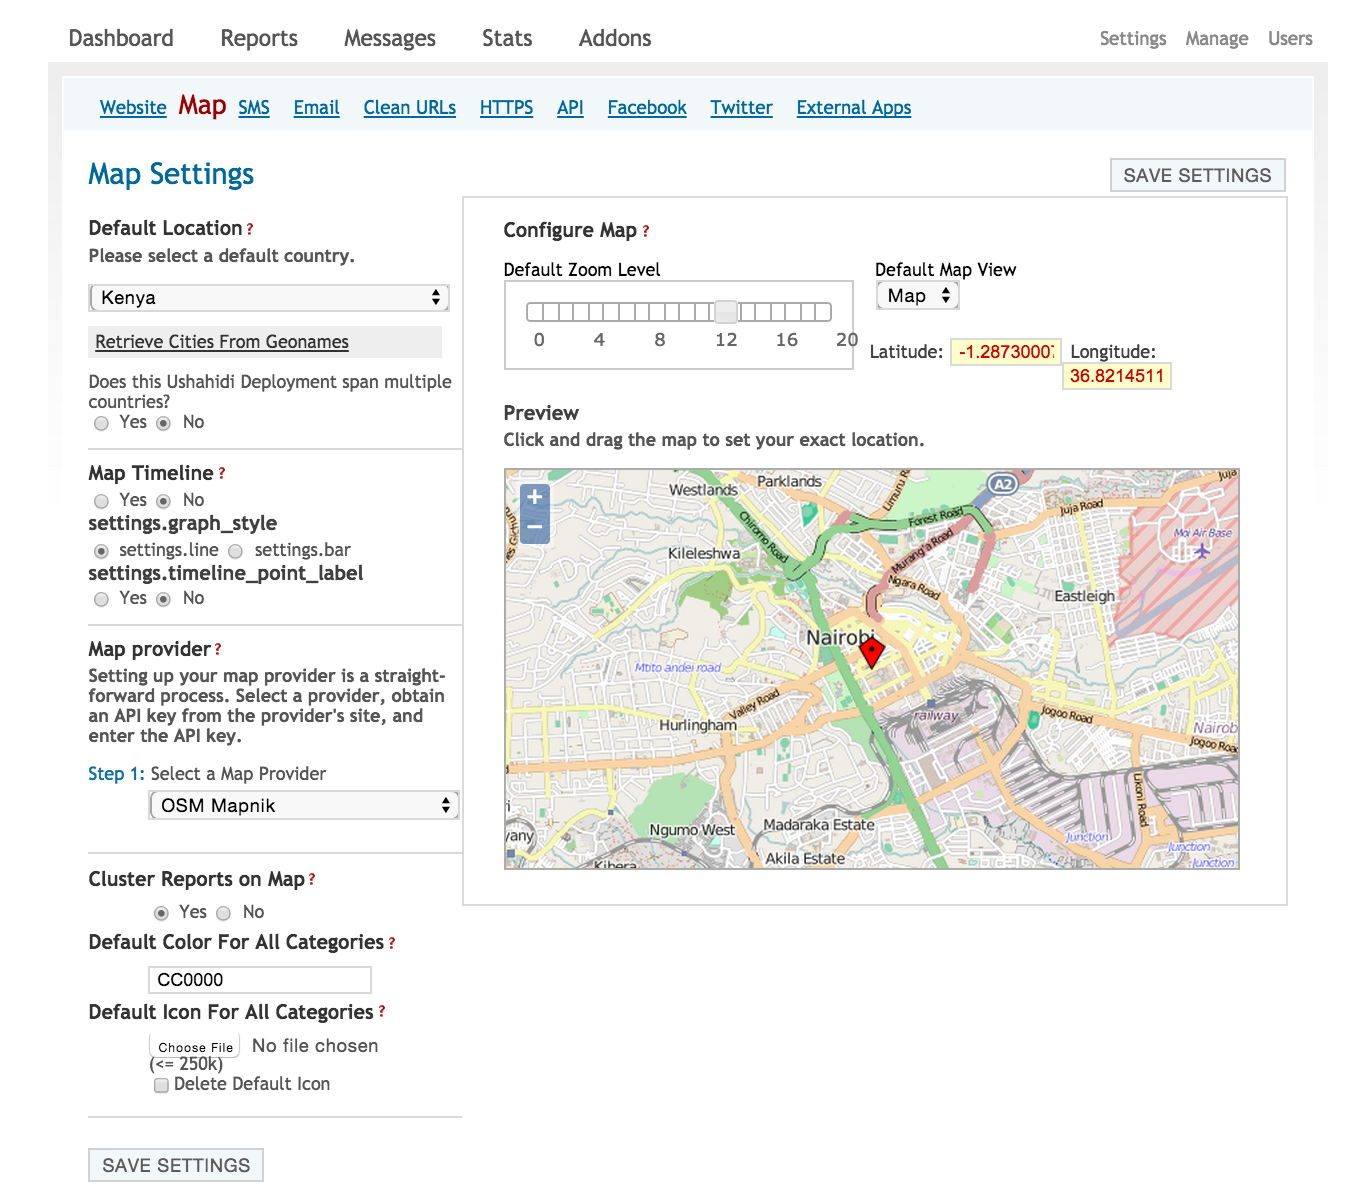 Dashboard Reports Messages Stats Addons Settings Manage Users
Website Map SMS Email Clean URLs HTTPS API Facebook Twitter External Apps
Map Settings
SAVE SETTINGS
Default Location ?
Please select a default country.
Kenya
Retrieve Cities From Geonames
Does this Ushahidi Deployment span multiple
countries?
Yes No
Map Timeline ?
Yes No
settings.graph_style
settings.line settings.bar
settings.timeline_point_label
Yes No
Map provider ?
Setting up your map provider is a straight-
forward process. Select a provider, obtain
an API key from the provider's site, and
enter the API key.
Step 1: Select a Map Provider
OSM Mapnik
Cluster Reports on Map ?
Yes No
Default Color For All Categories ?
CC0000
Default Icon For All Categories ?
Choose File No file chosen
(<= 250k)
Delete Default Icon
SAVE SETTINGS
Configure Map ?
Default Zoom Level
0 4 8 12 16 20
Default Map View
Map
Latitude: -1.28730007 Longitude:
36.8214511
Preview
Click and drag the map to set your exact location.
+
−
Westlands
Parklands
Limuru R
A2
Juja
Juja Road
Forest Road
Chiromo Road
Murang'a Road
Moi Air Base
Kileleshwa
Ngara Road
Eastleigh
Nairobi
Mtito andei road
Valley Road
Hurlingham
railway
Jogoo Road
Nairob
Jogoo Roa
Likoni Road
Ngumo West
Madaraka Estate
Akila Estate
Kibera
yany
Junction
Junction
Junction